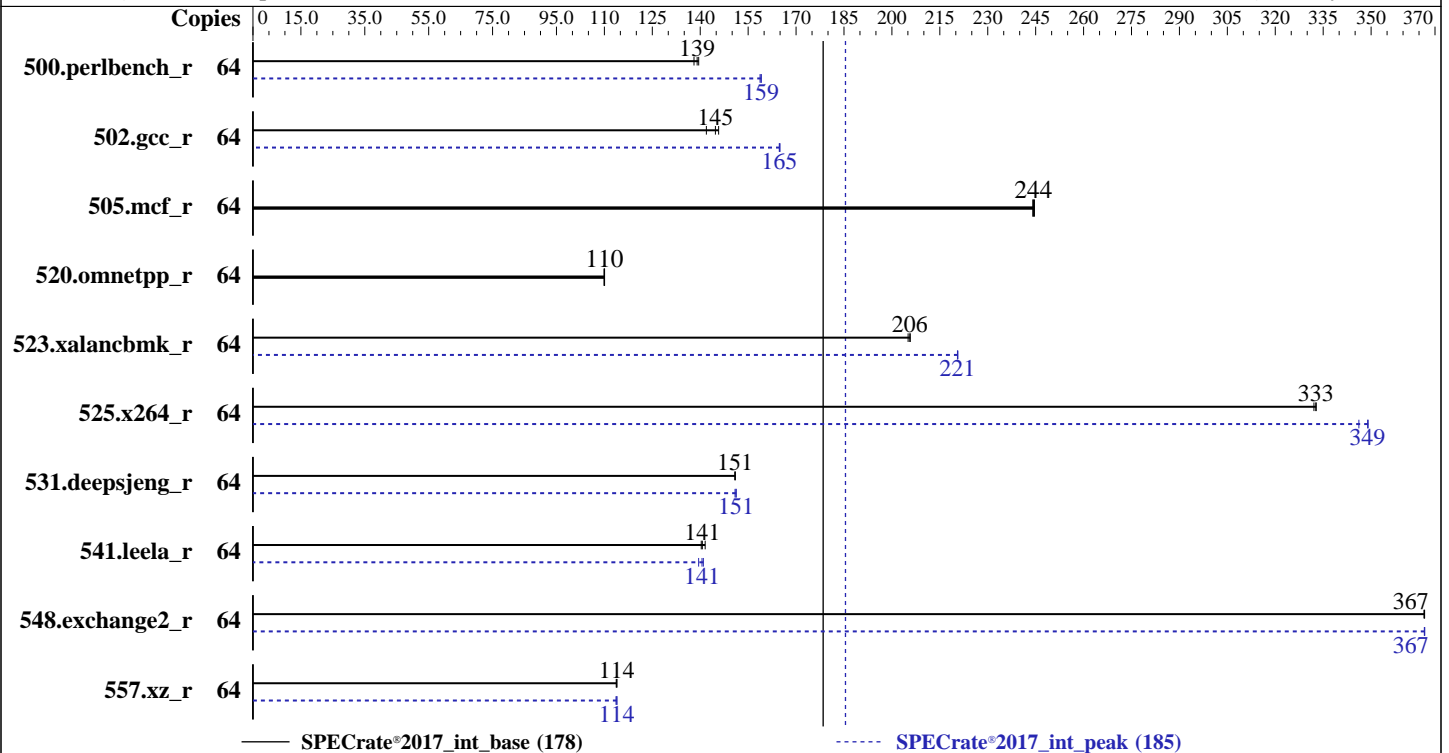 Copies 0 15.0 35.0 55.0 75.0 95.0 110 125 140 155 170 185 200 215 230 245 260 275 290 305 320 335 350 370
139
500.perlbench_r 64
159
145
502.gcc_r 64
165
244
505.mcf_r 64
110
520.omnetpp_r 64
206
523.xalancbmk_r 64
221
333
525.x264_r 64
349
151
531.deepsjeng_r 64
151
141
541.leela_r 64
141
367
548.exchange2_r 64
367
114
557.xz_r 64
114
SPECrate®2017_int_base (178) SPECrate®2017_int_peak (185)